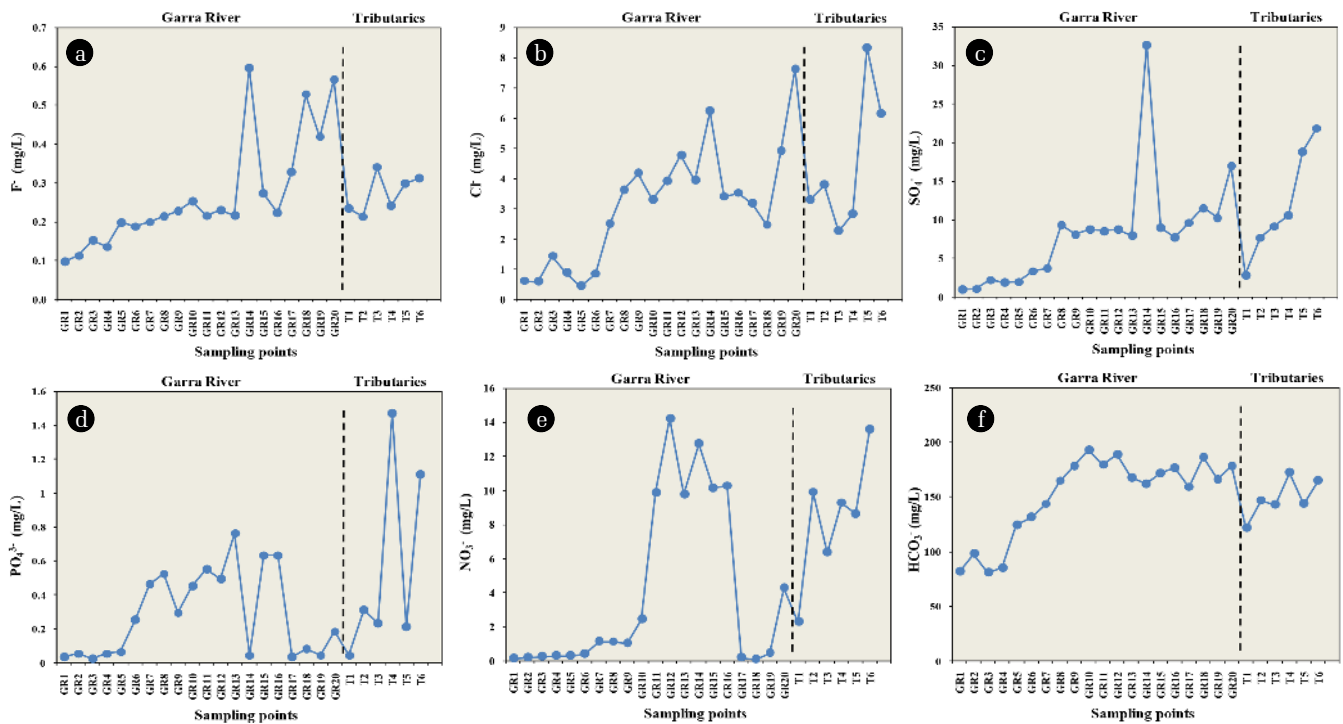 Garra River Tributaries
a
F- (mg/L)
0.7
0.6
0.5
0.4
0.3
0.2
0.1
0.0
GR1 GR2 GR3 GR4 GR5 GR6 GR7 GR8 GR9 GR10 GR11 GR12 GR13 GR14 GR15 GR16 GR17 GR18 GR19 GR20 T1 T2 T3 T4 T5 T6
Sampling points
Garra River Tributaries
b
Cl- (mg/L)
9
8
7
6
5
4
3
2
1
0
GR1 GR2 GR3 GR4 GR5 GR6 GR7 GR8 GR9 GR10 GR11 GR12 GR13 GR14 GR15 GR16 GR17 GR18 GR19 GR20 T1 T2 T3 T4 T5 T6
Sampling points
Garra River Tributaries
c
SO4- (mg/L)
35
30
25
20
15
10
5
0
GR1 GR2 GR3 GR4 GR5 GR6 GR7 GR8 GR9 GR10 GR11 GR12 GR13 GR14 GR15 GR16 GR17 GR18 GR19 GR20 T1 T2 T3 T4 T5 T6
Sampling points
Garra River Tributaries
d
PO₄³⁻ (mg/L)
1.6
1.4
1.2
1
0.8
0.6
0.4
0.2
0
GR1 GR2 GR3 GR4 GR5 GR6 GR7 GR8 GR9 GR10 GR11 GR12 GR13 GR14 GR15 GR16 GR17 GR18 GR19 GR20 T1 T2 T3 T4 T5 T6
Sampling points
Garra River Tributaries
e
NO₃⁻ (mg/L)
16
14
12
10
8
6
4
2
0
GR1 GR2 GR3 GR4 GR5 GR6 GR7 GR8 GR9 GR10 GR11 GR12 GR13 GR14 GR15 GR16 GR17 GR18 GR19 GR20 T1 T2 T3 T4 T5 T6
Sampling points
Garra River Tributaries
f
HCO₃⁻ (mg/L)
250
200
150
100
50
0
GR1 GR2 GR3 GR4 GR5 GR6 GR7 GR8 GR9 GR10 GR11 GR12 GR13 GR14 GR15 GR16 GR17 GR18 GR19 GR20 T1 T2 T3 T4 T5 T6
Sampling points